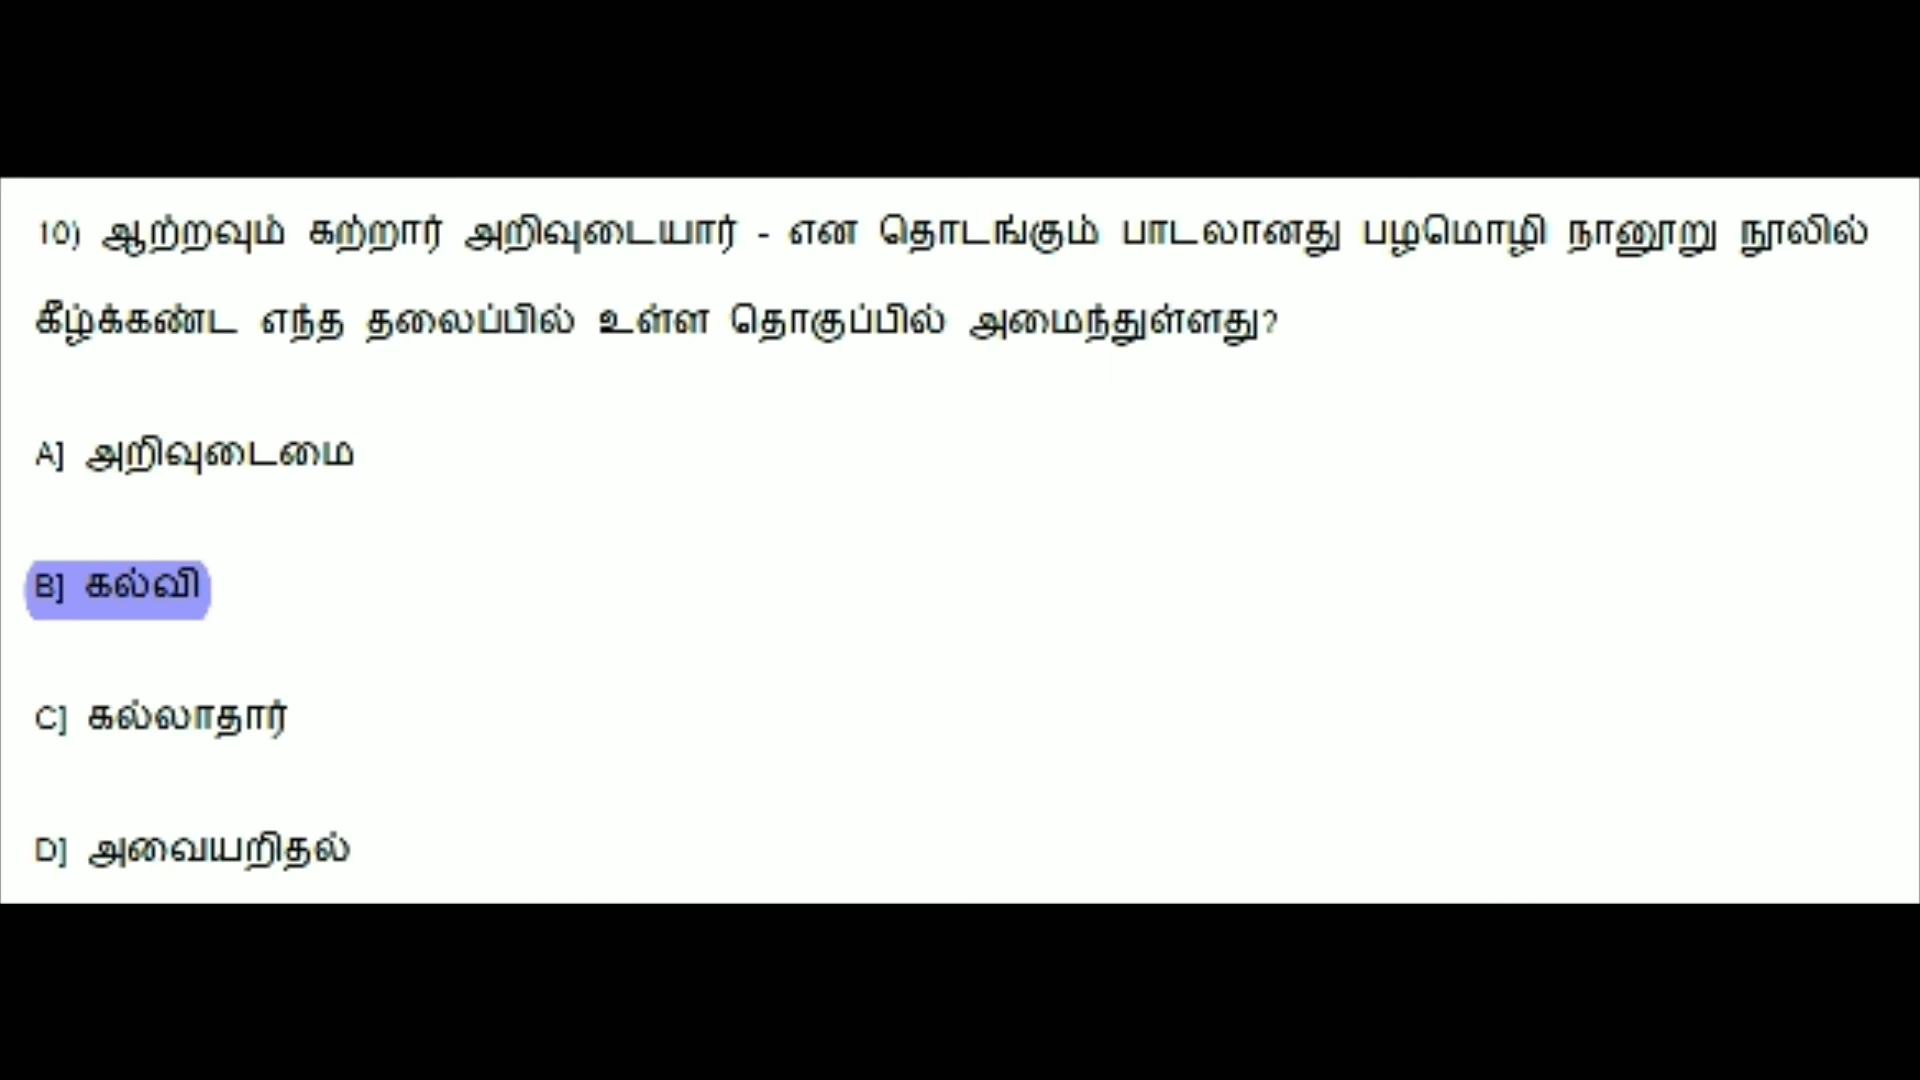 10) ஆற்றவும் கற்றார் அறிவுடையார் - என தொடங்கும் பாடலானது பழமொழி நானூறு நூலில்
கீழ்க்கண்ட எந்த தலைப்பில் உள்ள தொகுப்பில் அமைந்துள்ளது?
A] அறிவுடைமை
B] கல்வி
C] கல்லாதார்
D] அவையறிதல்